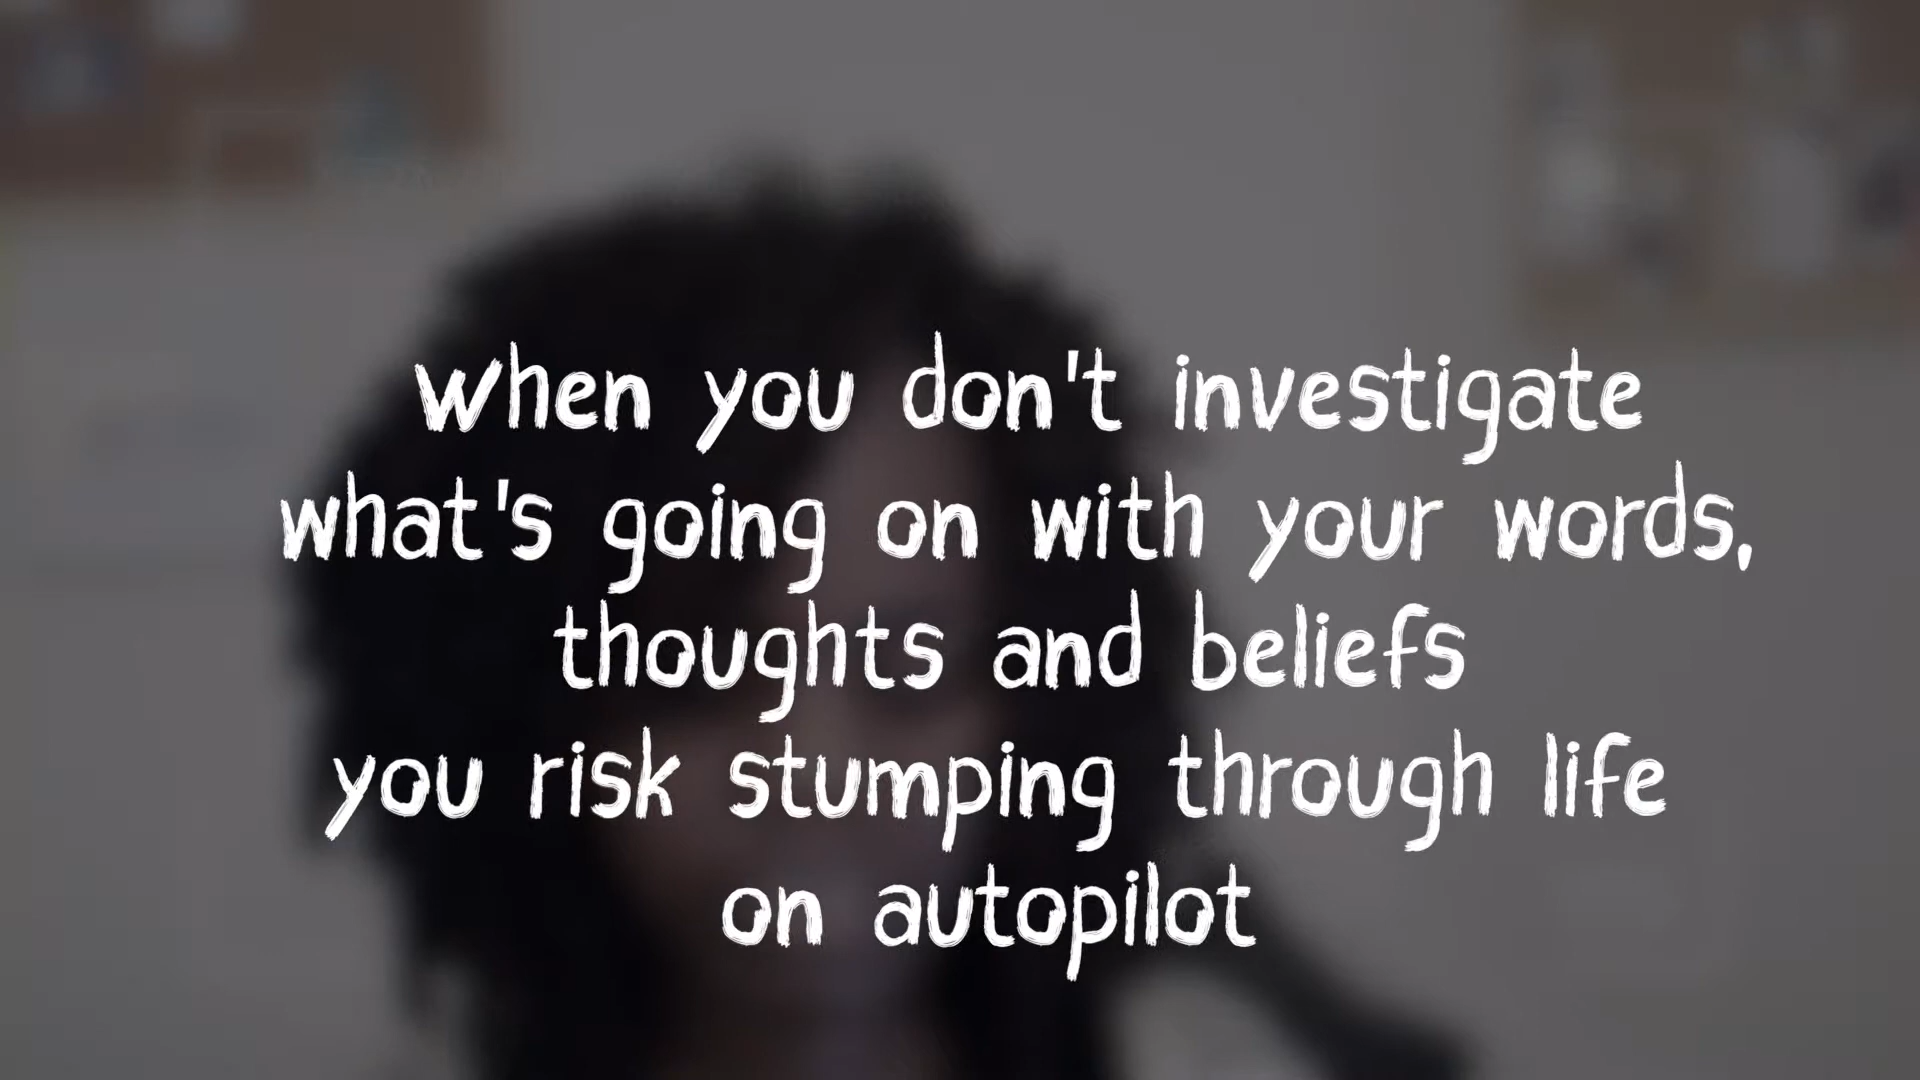 When you don't investigate
what's going on with your words,
thoughts and beliefs
you risk stumping through life
on autopilot